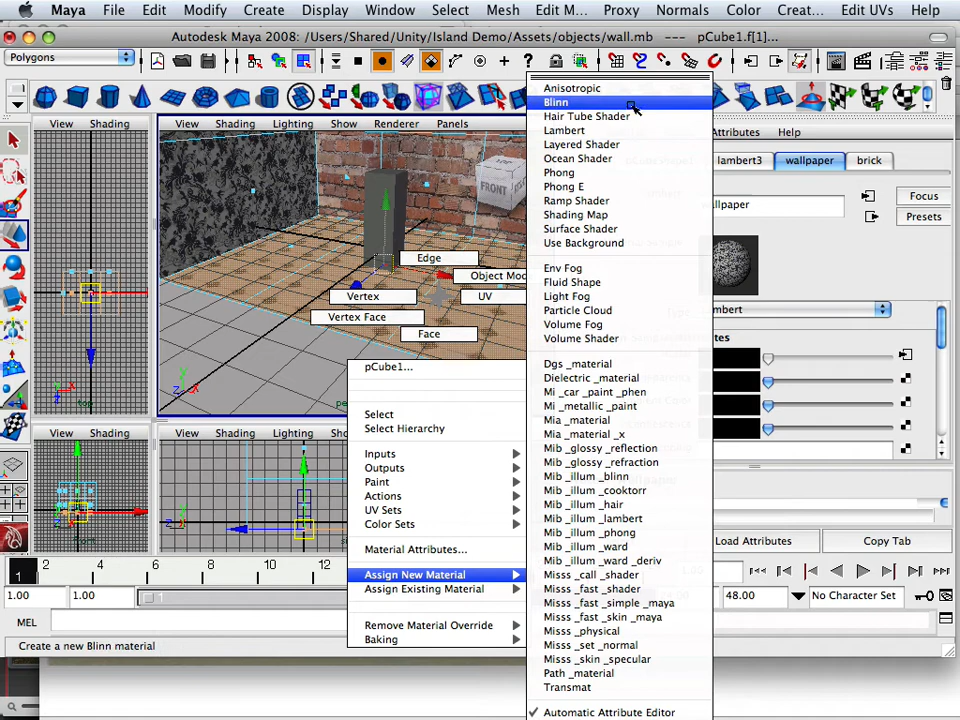 Maya File Edit Modify Create Display Window Select Mesh Edit M... Proxy Normals Color Creat... Edit UVs Help
Autodesk Maya 2008: /Users/Shared/Unity/Island Demo/Assets/objects/wall.mb --- pCube1.f[1]...
Polygons
View Shading
View Shading Lighting Show Renderer Panels
Attributes Help
lambert3 wallpaper brick
wallpaper
Focus
Presets
FRONT
Edge
Object Mod
Vertex
UV
Vertex Face
Face
top
pCube1...
Select
Select Hierarchy
Inputs
Outputs
Paint
Actions
UV Sets
Color Sets
Material Attributes...
Assign New Material
Assign Existing Material
Remove Material Override
Baking
Anisotropic
Blinn
Hair Tube Shader
Lambert
Layered Shader
Ocean Shader
Phong
Phong E
Ramp Shader
Shading Map
Surface Shader
Use Background
Env Fog
Fluid Shape
Light Fog
Particle Cloud
Volume Fog
Volume Shader
Dgs _material
Dielectric _material
Mi _car _paint _phen
Mi _metallic _paint
Mia _material
Mia _material _x
Mib _glossy _reflection
Mib _glossy _refraction
Mib _illum _blinn
Mib _illum _cooktorr
Mib _illum _hair
Mib _illum _lambert
Mib _illum _phong
Mib _illum _ward
Mib _illum _ward _deriv
Misss _call _shader
Misss _fast _shader
Misss _fast _simple _maya
Misss _fast _skin _maya
Misss _physical
Misss _set _normal
Misss _skin _specular
Path _material
Transmat
Automatic Attribute Editor
mbert
tes
View Shading
View Shading Lighting
front
Load Attributes
Copy Tab
1 2 4 6 8 10 12
1.00
1.00 1.00
1
48.00
No Character Set
MEL
Create a new Blinn material